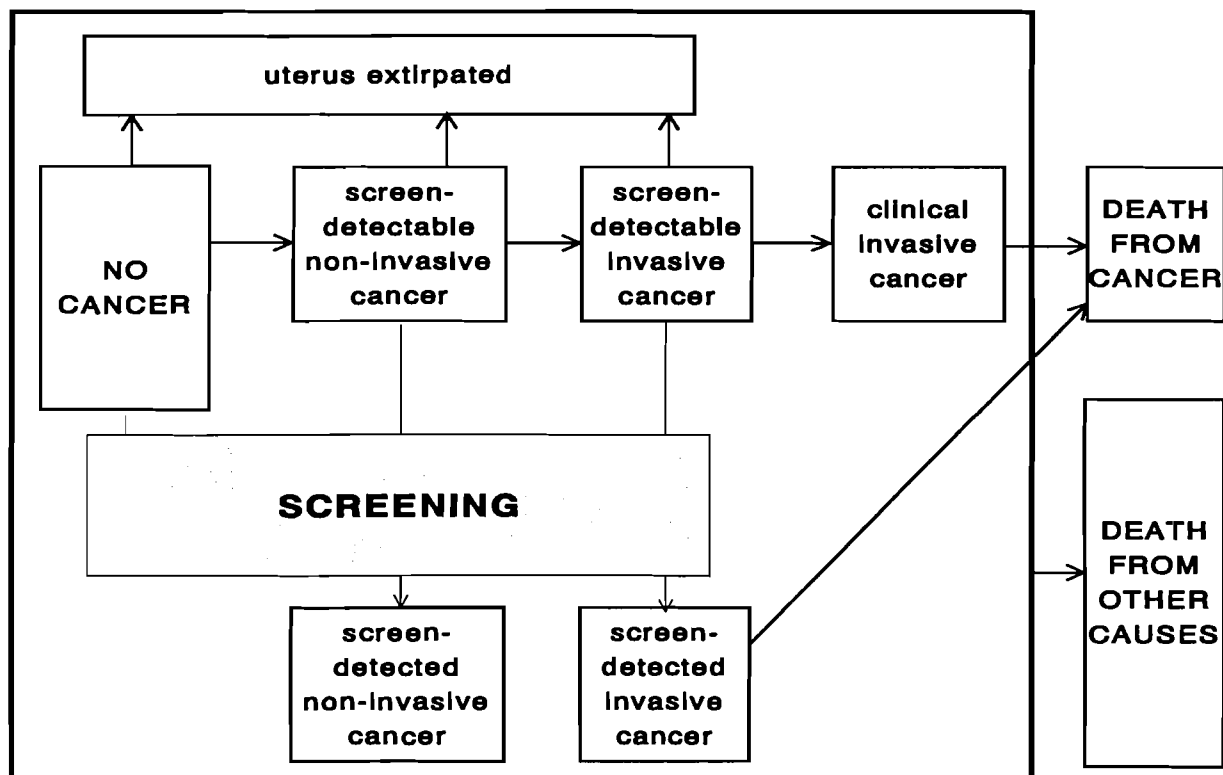 uterus extirpated
NO
CANCER
screen-
detectable
non-invasive
cancer
screen-
detectable
invasive
cancer
clinical
invasive
cancer
DEATH
FROM
CANCER
SCREENING
screen-
detected
non-invasive
cancer
screen-
detected
invasive
cancer
DEATH
FROM
OTHER
CAUSES